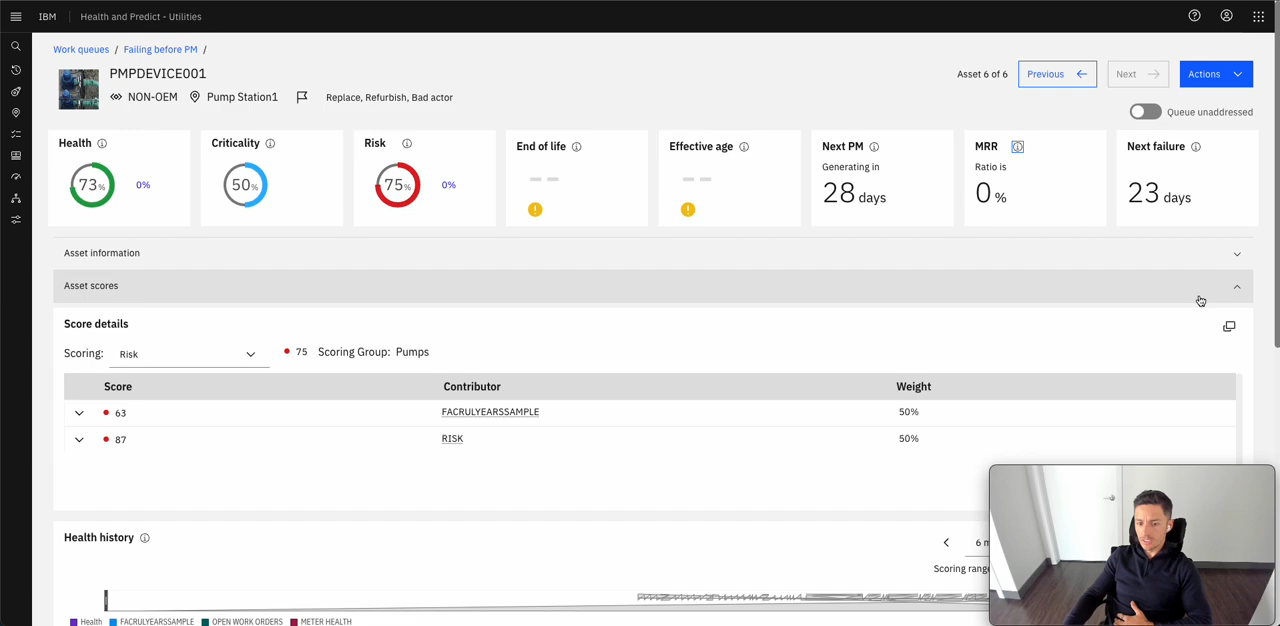 IBM Health and Predict - Utilities
Work queues / Failing before PM /
PMPDEVICE001
NON-OEM Pump Station1 Replace, Refurbish, Bad actor
Asset 6 of 6 Previous Next Actions
Queue unaddressed
Health
73% 0%
Criticality
50%
Risk
75% 0%
End of life
-- --
Effective age
-- --
Next PM
Generating in
28 days
MRR
Ratio is
0 %
Next failure
23 days
Asset information
Asset scores
Score details
Scoring: Risk 75 Scoring Group: Pumps
Score Contributor Weight
63 FACRULYEARSSAMPLE 50%
87 RISK 50%
Health history
6 m
Scoring range
Health FACRULYEARSSAMPLE OPEN WORK ORDERS METER HEALTH